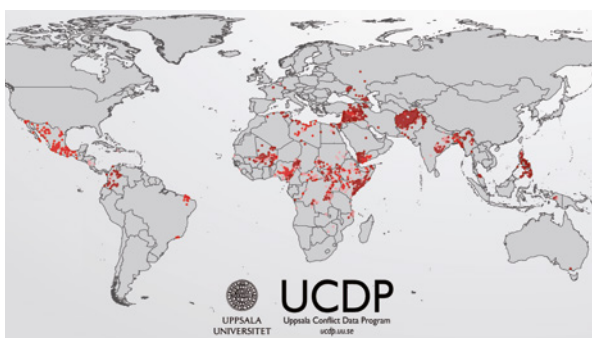 UPPSALA
UNIVERSITET
UCDP
Uppsala Conflict Data Program
ucdp.uu.se